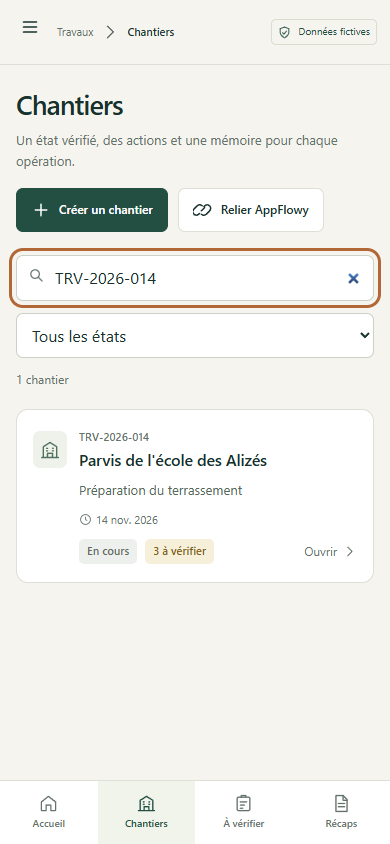 Travaux > Chantiers
Données fictives
Chantiers
Un état vérifié, des actions et une mémoire pour chaque
opération.
Créer un chantier
Relier AppFlowy
TRV-2026-014
Tous les états
1 chantier
TRV-2026-014
Parvis de l'école des Alizés
Préparation du terrassement
14 nov. 2026
En cours
3 à vérifier
Ouvrir
Accueil
Chantiers
À vérifier
Récaps